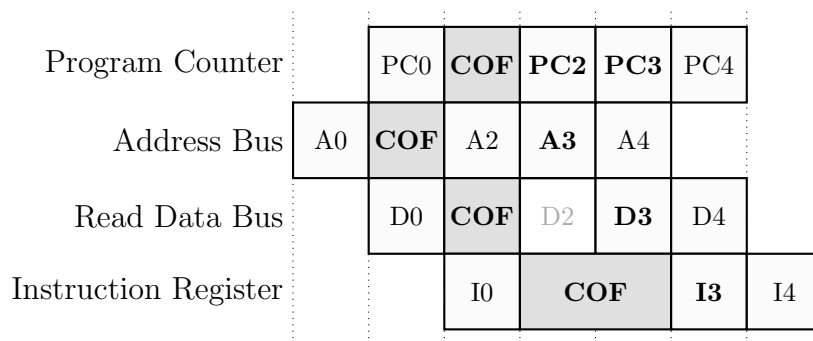 Program Counter PC0 COF PC2 PC3 PC4
Address Bus A0 COF A2 A3 A4
Read Data Bus D0 COF D2 D3 D4
Instruction Register I0 COF I3 I4